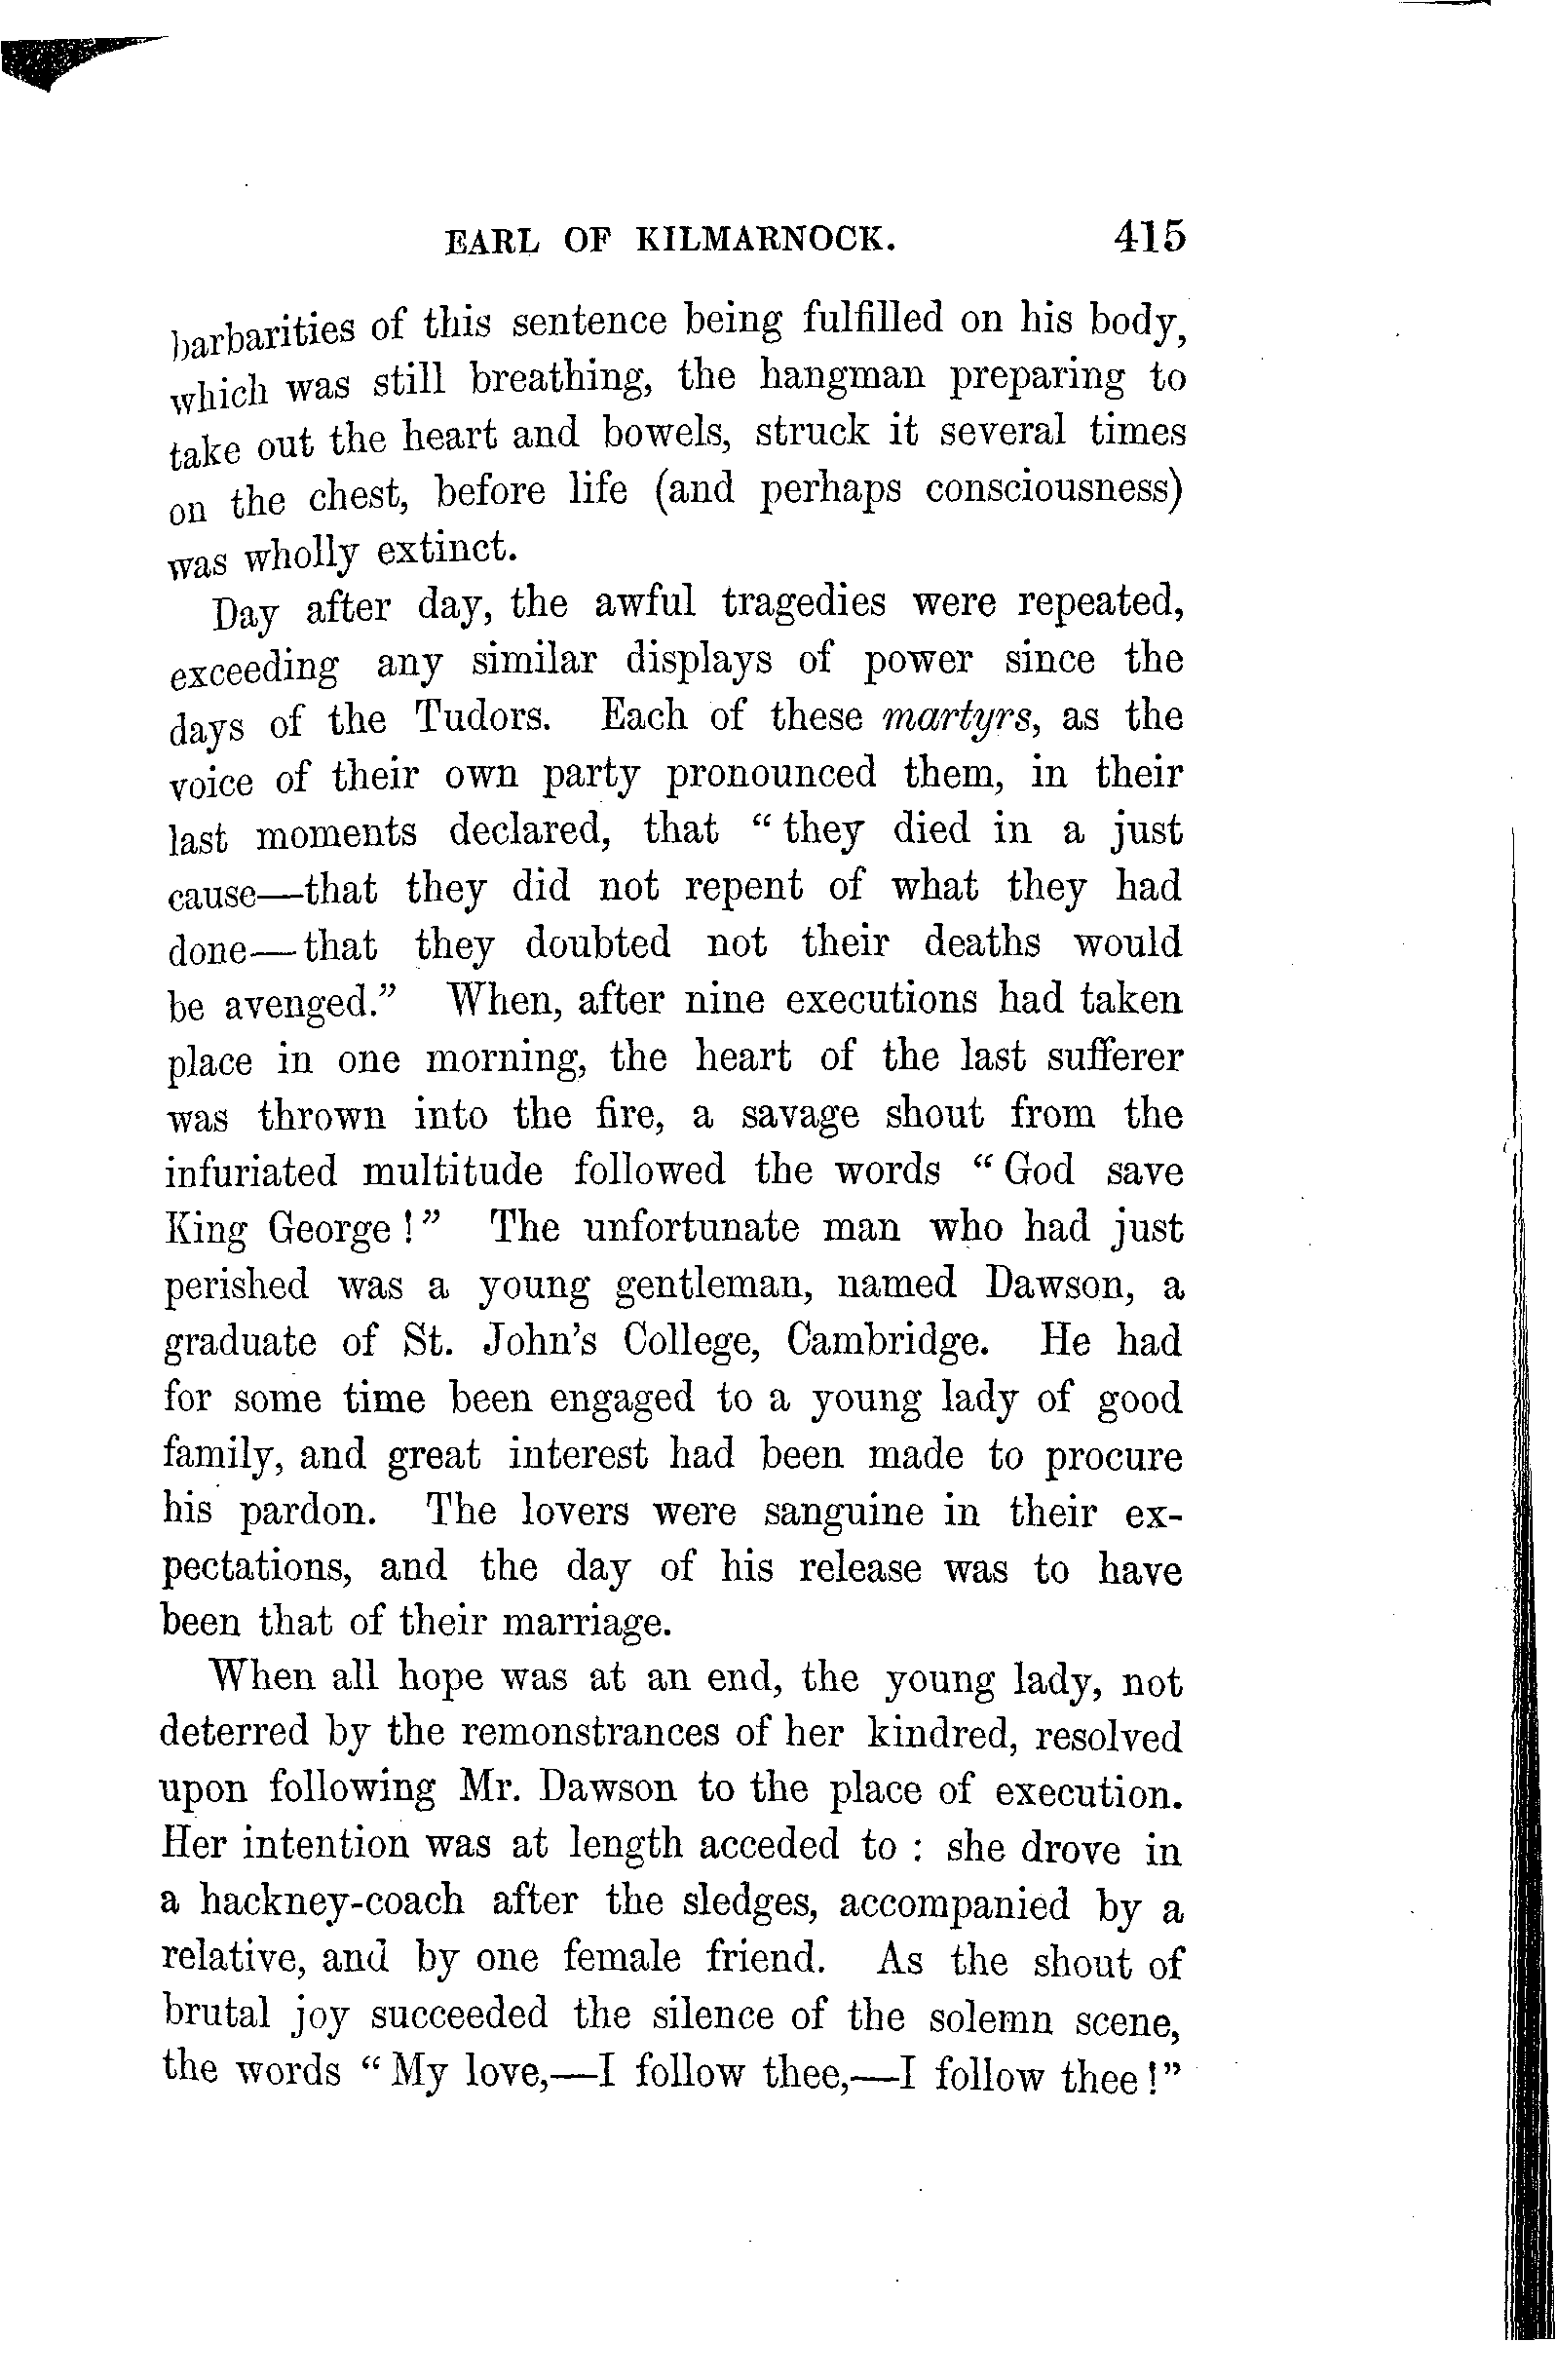 EARL OF KILMARNOCK. 415
barbarities of this sentence being fulfilled on his body,
which was still breathing, the hangman preparing to
take out the heart and bowels, struck it several times
on the chest, before life (and perhaps consciousness)
was wholly extinct.
Day after day, the awful tragedies were repeated,
exceeding any similar displays of power since the
days of the Tudors. Each of these martyrs, as the
voice of their own party pronounced them, in their
last moments declared, that “they died in a just
cause—that they did not repent of what they had
done—that they doubted not their deaths would
be avenged.” When, after nine executions had taken
place in one morning, the heart of the last sufferer
was thrown into the fire, a savage shout from the
infuriated multitude followed the words “God save
King George!” The unfortunate man who had just
perished was a young gentleman, named Dawson, a
graduate of St. John's College, Cambridge. He had
for some time been engaged to a young lady of good
family, and great interest had been made to procure
his pardon. The lovers were sanguine in their ex-
pectations, and the day of his release was to have
been that of their marriage.
When all hope was at an end, the young lady, not
deterred by the remonstrances of her kindred, resolved
upon following Mr. Dawson to the place of execution.
Her intention was at length acceded to: she drove in
a hackney-coach after the sledges, accompanied by a
relative, and by one female friend. As the shout of
brutal joy succeeded the silence of the solemn scene,
the words “My love,—I follow thee,—I follow thee!”